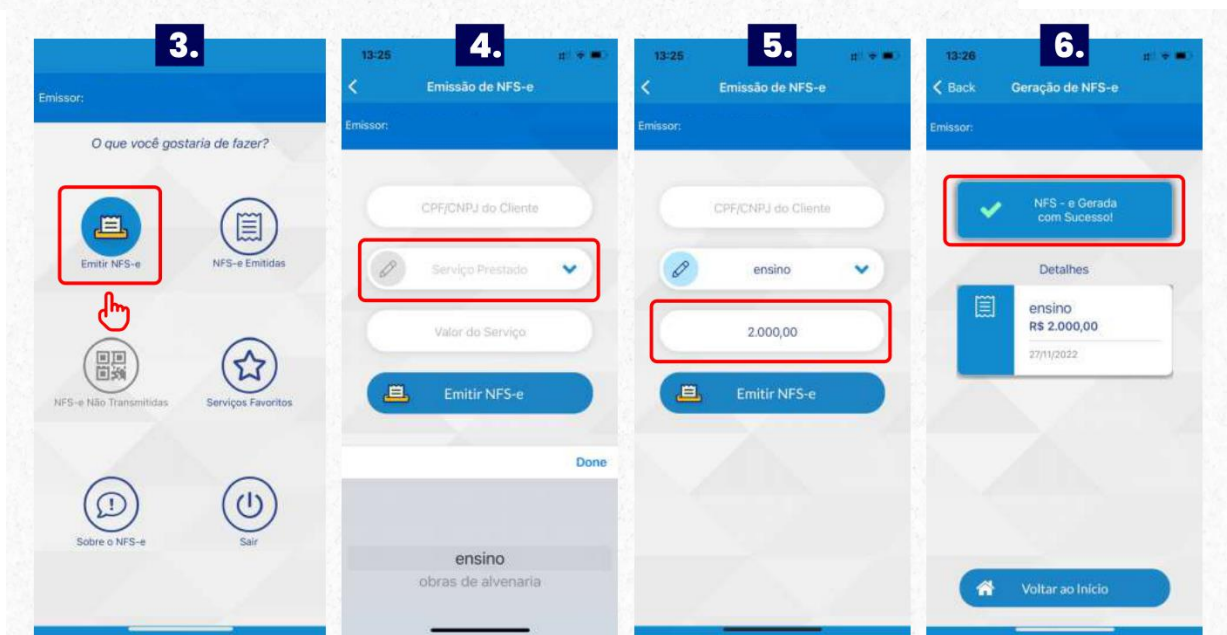 3.
Emissor:
O que você gostaria de fazer?
Emitir NFS-e
NFS-e Emitidas
NFS-e Não Transmitidas
Serviços Favoritos
Sobre o NFS-e
Sair
4.
13:25
Emissão de NFS-e
Emissor:
CPF/CNPJ do Cliente
Serviço Prestado
Valor do Serviço
Emitir NFS-e
Done
ensino
obras de alvenaria
5.
13:25
Emissão de NFS-e
Emissor:
CPF/CNPJ do Cliente
ensino
2.000,00
Emitir NFS-e
6.
13:26
Back
Geração de NFS-e
Emissor:
NFS - e Gerada
com Sucesso!
Detalhes
ensino
R$ 2.000,00
27/11/2022
Voltar ao Início